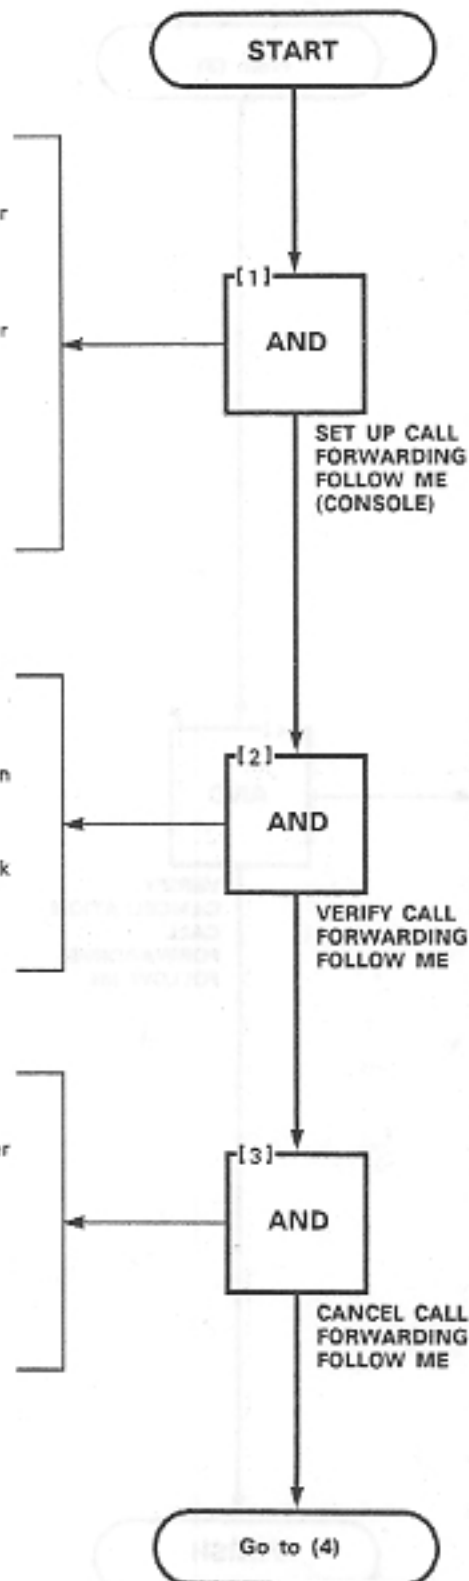 START
[1]
AND
SET UP CALL
FORWARDING
FOLLOW ME
(CONSOLE)
[2]
AND
VERIFY CALL
FORWARDING
FOLLOW ME
[3]
AND
CANCEL CALL
FORWARDING
FOLLOW ME
Go to (4)